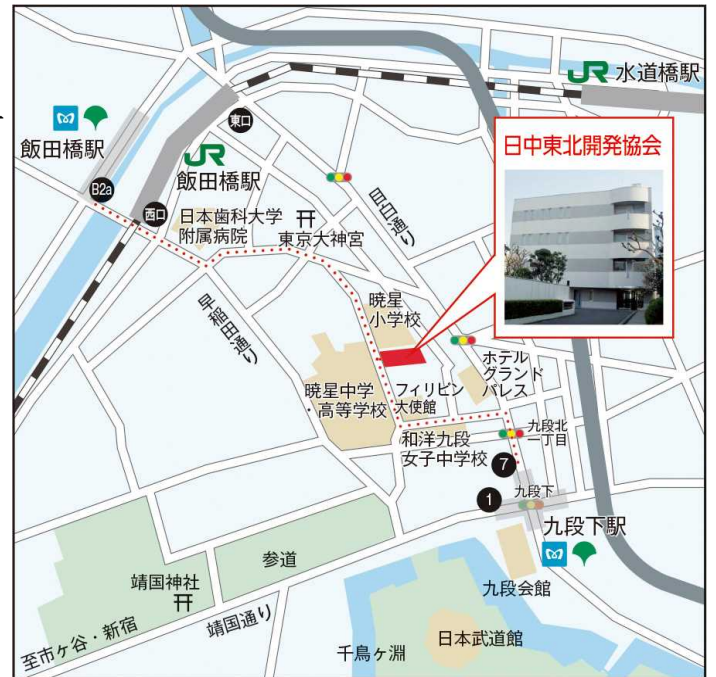 JR 水道橋駅
飯田橋駅
B2a
東口
JR
飯田橋駅
西口
日中東北開発協会
日本歯科大学
附属病院
東京大神宮
目白通り
早稲田通り
暁星
小学校
暁星中学
高等学校
フィリピン
大使館
ホテル
グランド
パレス
和洋九段
女子中学校
九段北
一丁目
7
1
九段下
九段下駅
九段会館
参道
靖国神社
靖国通り
至市ケ谷・新宿
千鳥ヶ淵
日本武道館